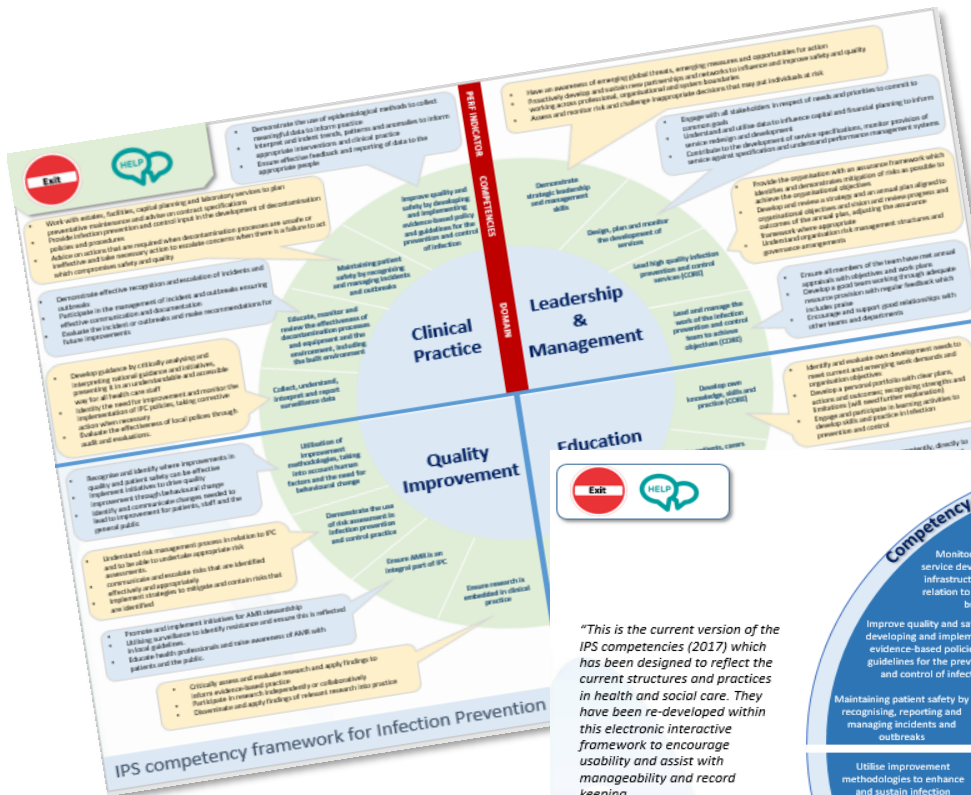 Exit
HELP
PERF INDICATOR
COMPETENCIES
DOMAIN
Demonstrate the use of epidemiological methods to collect
meaningful data to inform practice
Interpret and indent trends, patterns and anomalies to inform
appropriate interventions and clinical practice
Ensure effective feedback and reporting of data to the
appropriate people
Work with estates, facilities, capital planning and laboratory services to plan
preventative maintenance and advise on contract specifications
Provide infection prevention and control input in the development of decontamination
policies and procedures
Advise on actions that are required when decontamination processes are unsafe or
ineffective and take necessary action to escalate concerns when there is a failure to act
which compromises safety and quality
Demonstrate effective recognition and escalation of incidents and
outbreaks
Participate in the management of incident and outbreaks ensuring
effective communication and documentation
Evaluate the incident or outbreaks and make recommendations for
future improvements
Develop guidance by critically analysing and
interpreting national guidance and initiatives,
presenting it in an understandable and accessible
way for all health care staff
Identify the need for improvement and monitor the
implementation of IPC policies, taking corrective
action when necessary
Evaluate the effectiveness of local policies through
audit and evaluations.
Improve quality and
safety by developing
and implementing
evidence-based policy
and guidelines for the
prevention and control
of infection
Maintaining patient
safety by recognising
and managing incidents
and outbreaks
Educate, monitor and
review the effectiveness of
decontamination processes
and equipment and the
environment, including
the built environment
Collect, understand,
interpret and report
surveillance data
Clinical
Practice
Have an awareness of emerging global threats, emerging measures and opportunities for action
Proactively develop and sustain new partnerships and networks to influence and improve safety and quality
working across professional, organisational and system boundaries
Assess and monitor risk and challenge inappropriate decisions that may put individuals at risk
Engage with all stakeholders in respect of needs and priorities to commit to
common goals
Understand and utilise data to influence capital and financial planning to inform
service redesign and development
Contribute to the development of service specifications, monitor provision of
service against specification and understand performance management systems
Provide the organisation with an assurance framework which
identifies and demonstrates mitigation of risks as possible to
achieve the organisational objectives
Develop and review a strategy and an annual plan aligned to
organisational objectives and vision and review progress and
outcomes of the annual plan, adjusting the assurance
framework where appropriate
Understand organisation risk management structures and
governance arrangements
Ensure all members of the team have met annual
appraisals with objectives and work plans
Develop a good team working through adequate
resource provision with regular feedback which
includes praise
Encourage and support good relationships with
other teams and departments
Demonstrate
strategic leadership
and management
skills
Design, plan and monitor
the development of
services
Lead high quality infection
prevention and control
services (CORE)
Lead and manage the
work of the infection
prevention and control
team to achieve
objectives (CORE)
Leadership
&
Management
Recognise and identify where improvements in
quality and patient safety can be effective
Implement initiatives to drive quality
improvement through behavioural change
Identify and communicate changes needed to
lead to improvement for patients, staff and the
general public
Understand risk management process in relation to IPC
and to be able to undertake appropriate risk
assessments.
communicate and escalate risks that are identified
effectively and appropriately
Implement strategies to mitigate and contain risks that
are identified
Promote and implement initiatives for AMR stewardship
Utilising surveillance to identify resistance and ensure this is reflected
in local guidelines.
Educate health professionals and raise awareness of AMR with
patients and the public.
Critically assess and evaluate research and apply findings to
inform evidence-based practice
Participate in research independently or collaboratively
Disseminate and apply findings of relevant research into practice
Utilisation of
improvement
methodologies, taking
into account human
factors and the need for
behavioural change
Demonstrate the use
of risk assessment in
infection prevention
and control practice
Ensure AMR is an
integral part of IPC
Ensure research is
embedded in clinical
practice
Quality
Improvement
Education
Develop own
knowledge, skills and
practice (CORE)
Identify and evaluate own development needs to
meet current and emerging work demands and
organisation objectives
Develop a personal portfolio with clear plans,
actions and outcomes; recognising strengths and
limitations (will need further explanation)
Engage and participate in learning activities to
develop skills and practice in infection
prevention and control
IPS competency framework for Infection Prevention
Exit
HELP
"This is the current version of the
IPS competencies (2017) which
has been designed to reflect the
current structures and practices
in health and social care. They
have been re-developed within
this electronic interactive
framework to encourage
usability and assist with
manageability and record
keeping
Competency
Monitor
service dev
infrastruct
relation to
Improve quality and sa
developing and implem
evidence-based polici
guidelines for the prev
and control of infect
Maintaining patient safety by
recognising, reporting and
managing incidents and
outbreaks
Utilise improvement
methodologies to enhance
and sustain infection